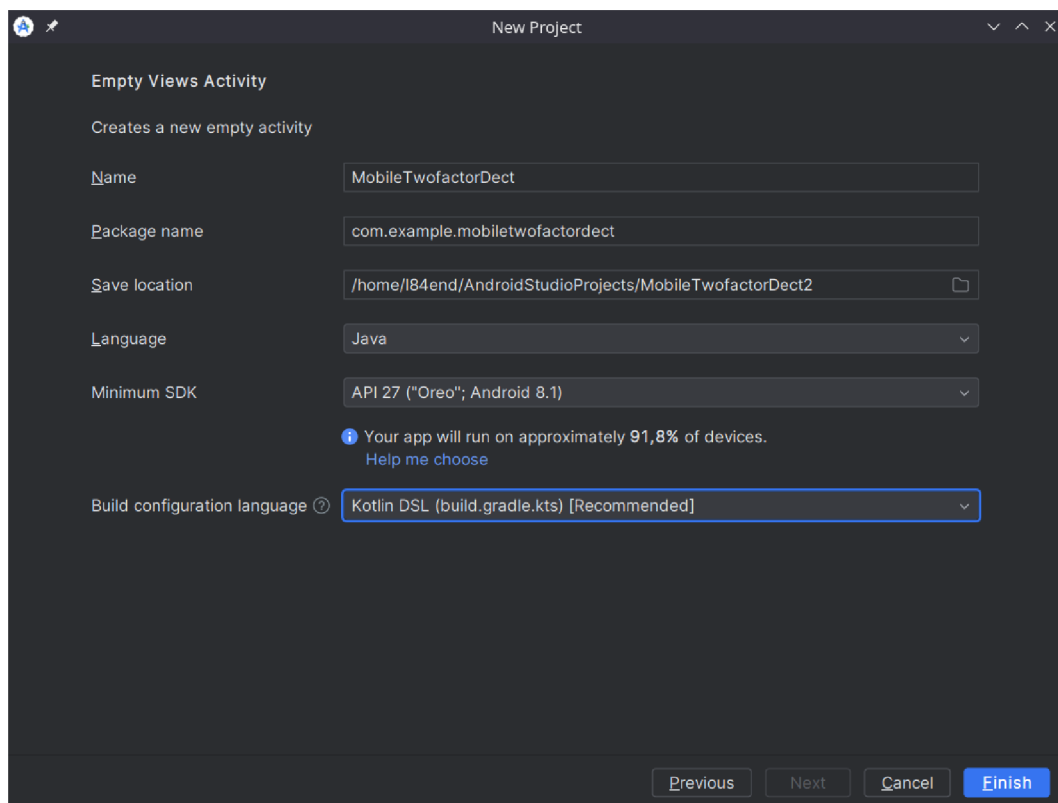 New Project
Empty Views Activity
Creates a new empty activity
Name MobileTwofactorDect
Package name com.example.mobiletwofactordect
Save location /home/l84end/AndroidStudioProjects/MobileTwofactorDect2
Language Java
Minimum SDK API 27 ("Oreo"; Android 8.1)
Your app will run on approximately 91,8% of devices.
Help me choose
Build configuration language Kotlin DSL (build.gradle.kts) [Recommended]
Previous Next Cancel Finish